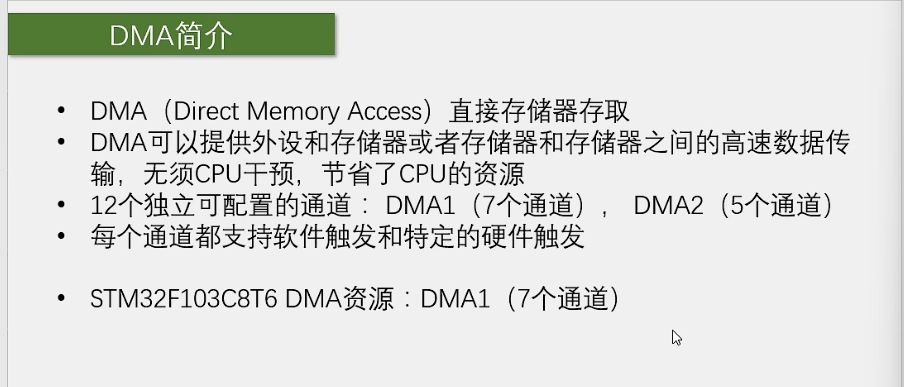 DMA简介
• DMA（Direct Memory Access）直接存储器存取
• DMA可以提供外设和存储器或者存储器和存储器之间的高速数据传
输，无须CPU干预，节省了CPU的资源
• 12个独立可配置的通道： DMA1（7个通道）， DMA2（5个通道）
• 每个通道都支持软件触发和特定的硬件触发
• STM32F103C8T6 DMA资源：DMA1（7个通道）